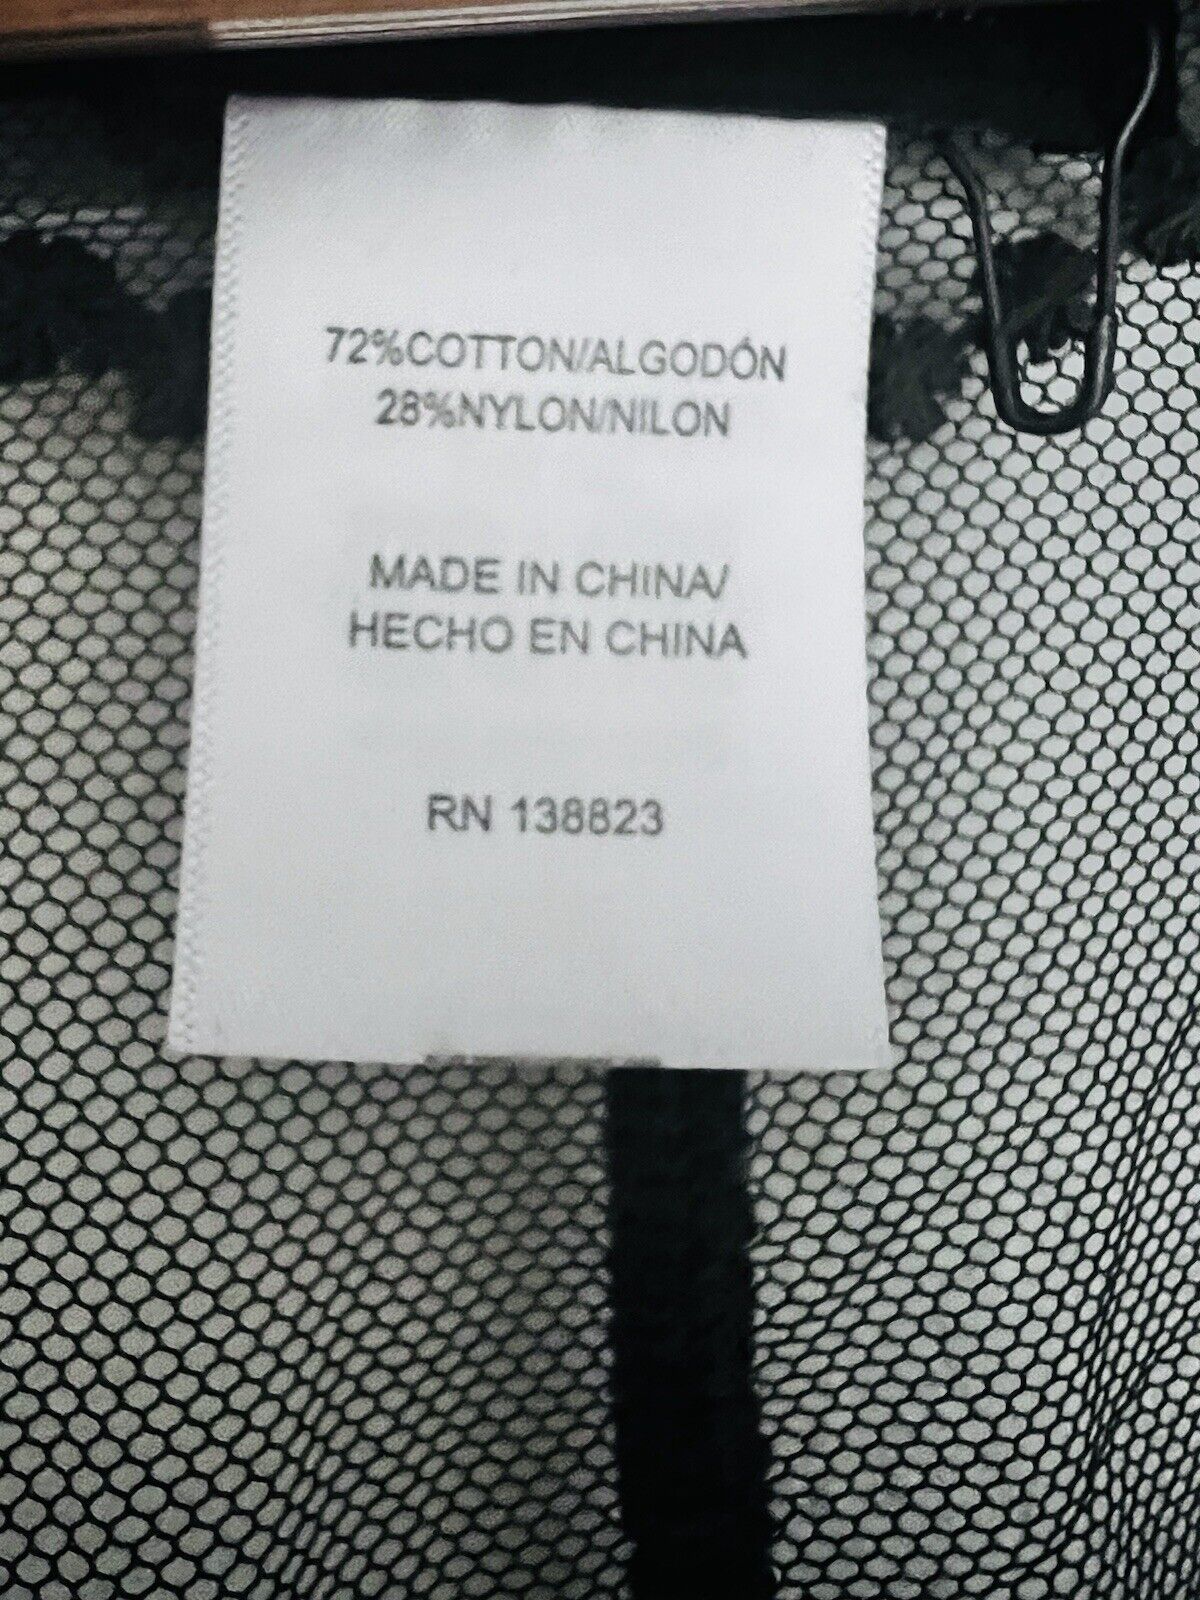 72%COTTON/ALGODÓN
28%NYLON/NILON
MADE IN CHINA/
HECHO EN CHINA
RN 138823